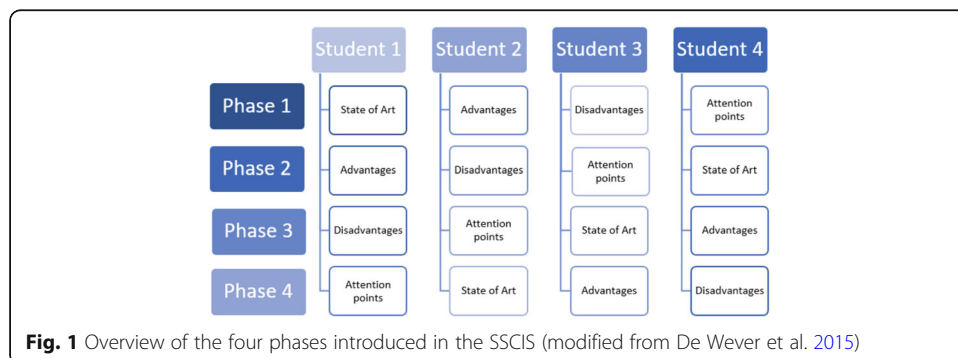 Student 1 Student 2 Student 3 Student 4
Phase 1 State of Art Advantages Disadvantages Attention points
Phase 2 Advantages Disadvantages Attention points State of Art
Phase 3 Disadvantages Attention points State of Art Advantages
Phase 4 Attention points State of Art Advantages Disadvantages
Fig. 1 Overview of the four phases introduced in the SSCIS (modified from De Wever et al. 2015)